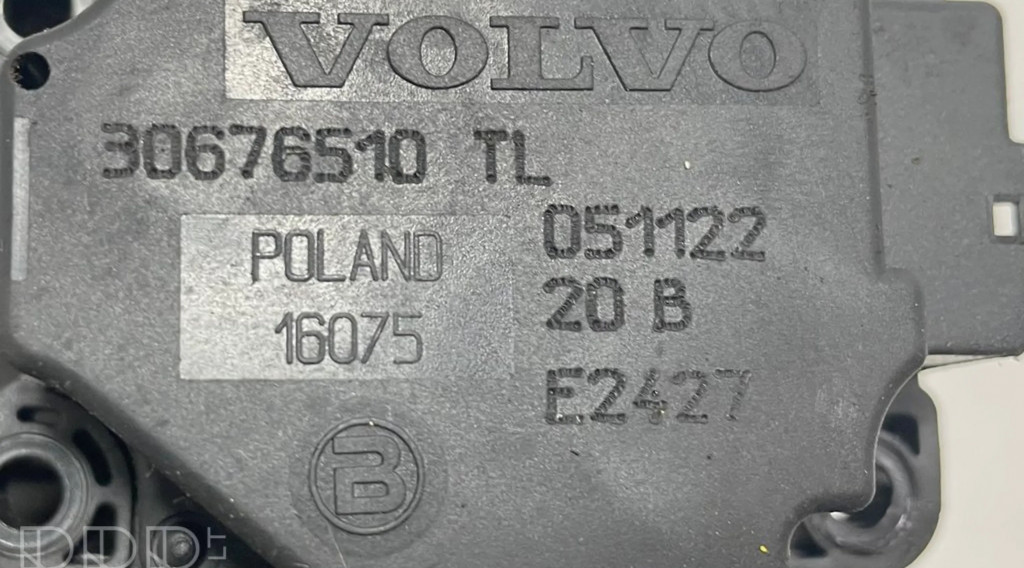 VOLVO
30676510 TL
POLAND
16075
051122
20 B
E2427
B